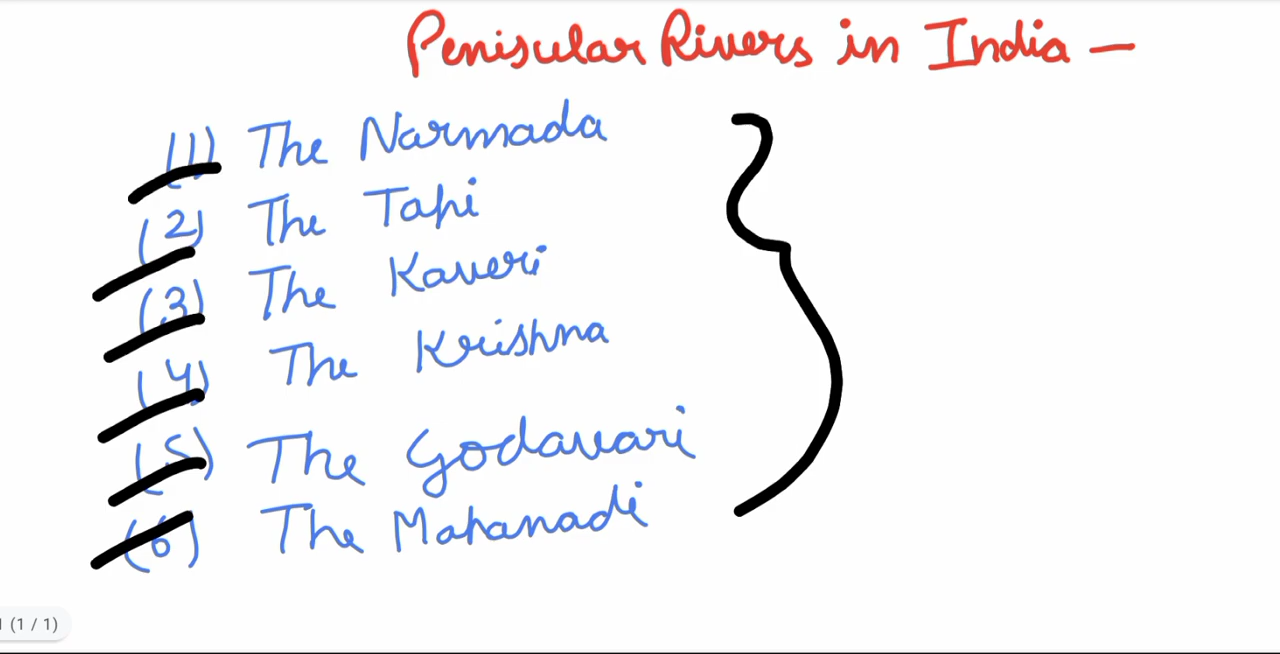 Penisular Rivers in India —
(1) The Narmada
(2) The Tapi
(3) The Kaveri
(4) The Krishna
(5) The Godavari
(6) The Mahanadi
(1 / 1)